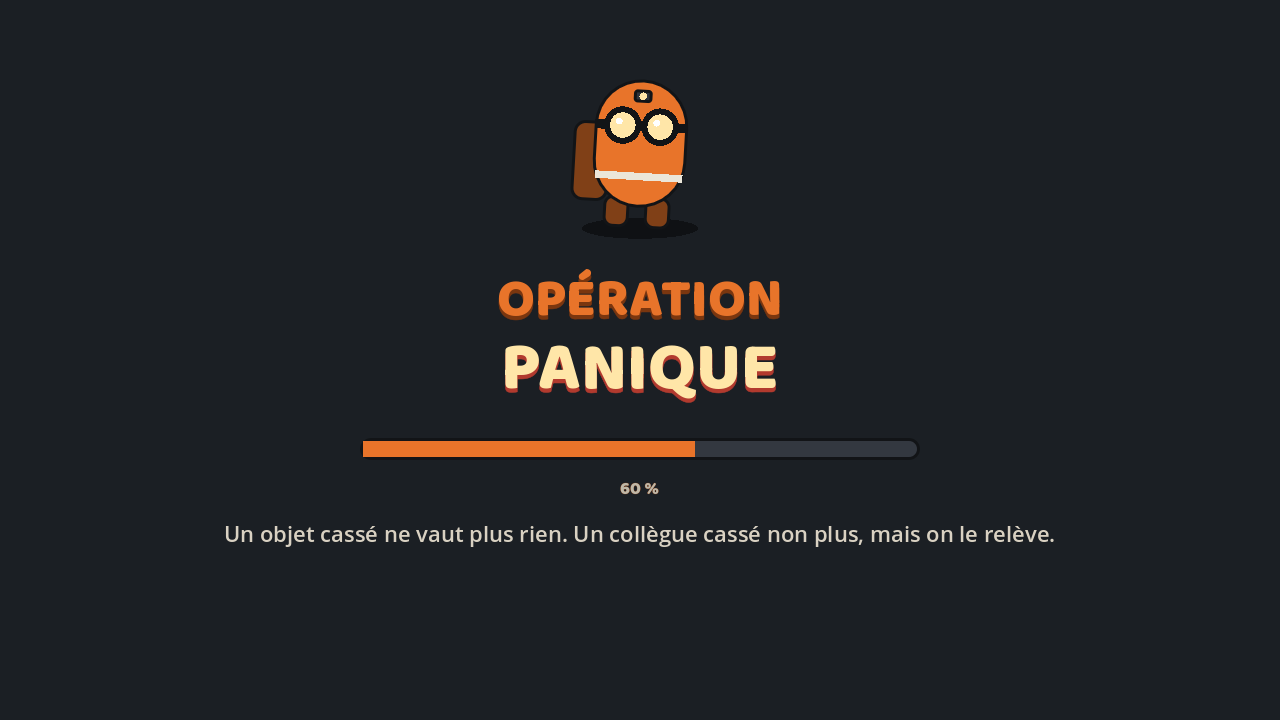 OPÉRATION
PANIQUE
60 %
Un objet cassé ne vaut plus rien. Un collègue cassé non plus, mais on le relève.